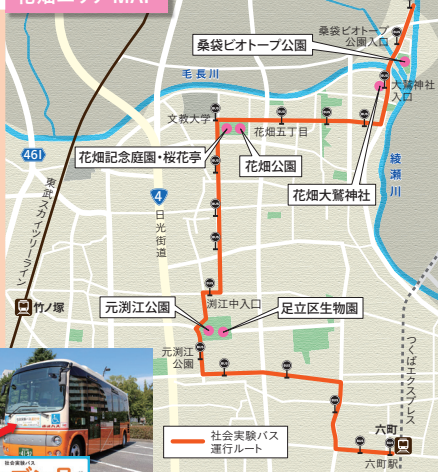 花畑エリアMAP
桑袋ビオトープ
公園入口
桑袋ビオトープ公園
毛長川
大鷲神社
入口
文教大学
花畑五丁目
461
花畑記念庭園・桜花亭
花畑公園
綾瀬川
4
花畑大鷲神社
日光街道
東武スカイツリーライン
竹ノ塚
元渕江公園
渕江中入口
足立区生物園
元渕江
公園
つくばエクスプレス
社会実験バス
運行ルート
六町
六町駅
社会実験バス